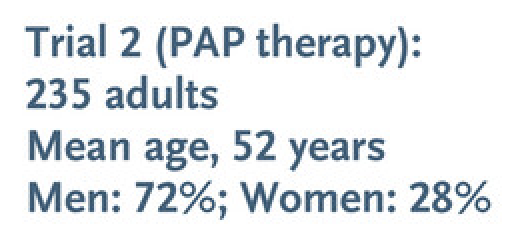 Trial 2 (PAP therapy):
235 adults
Mean age, 52 years
Men: 72%; Women: 28%